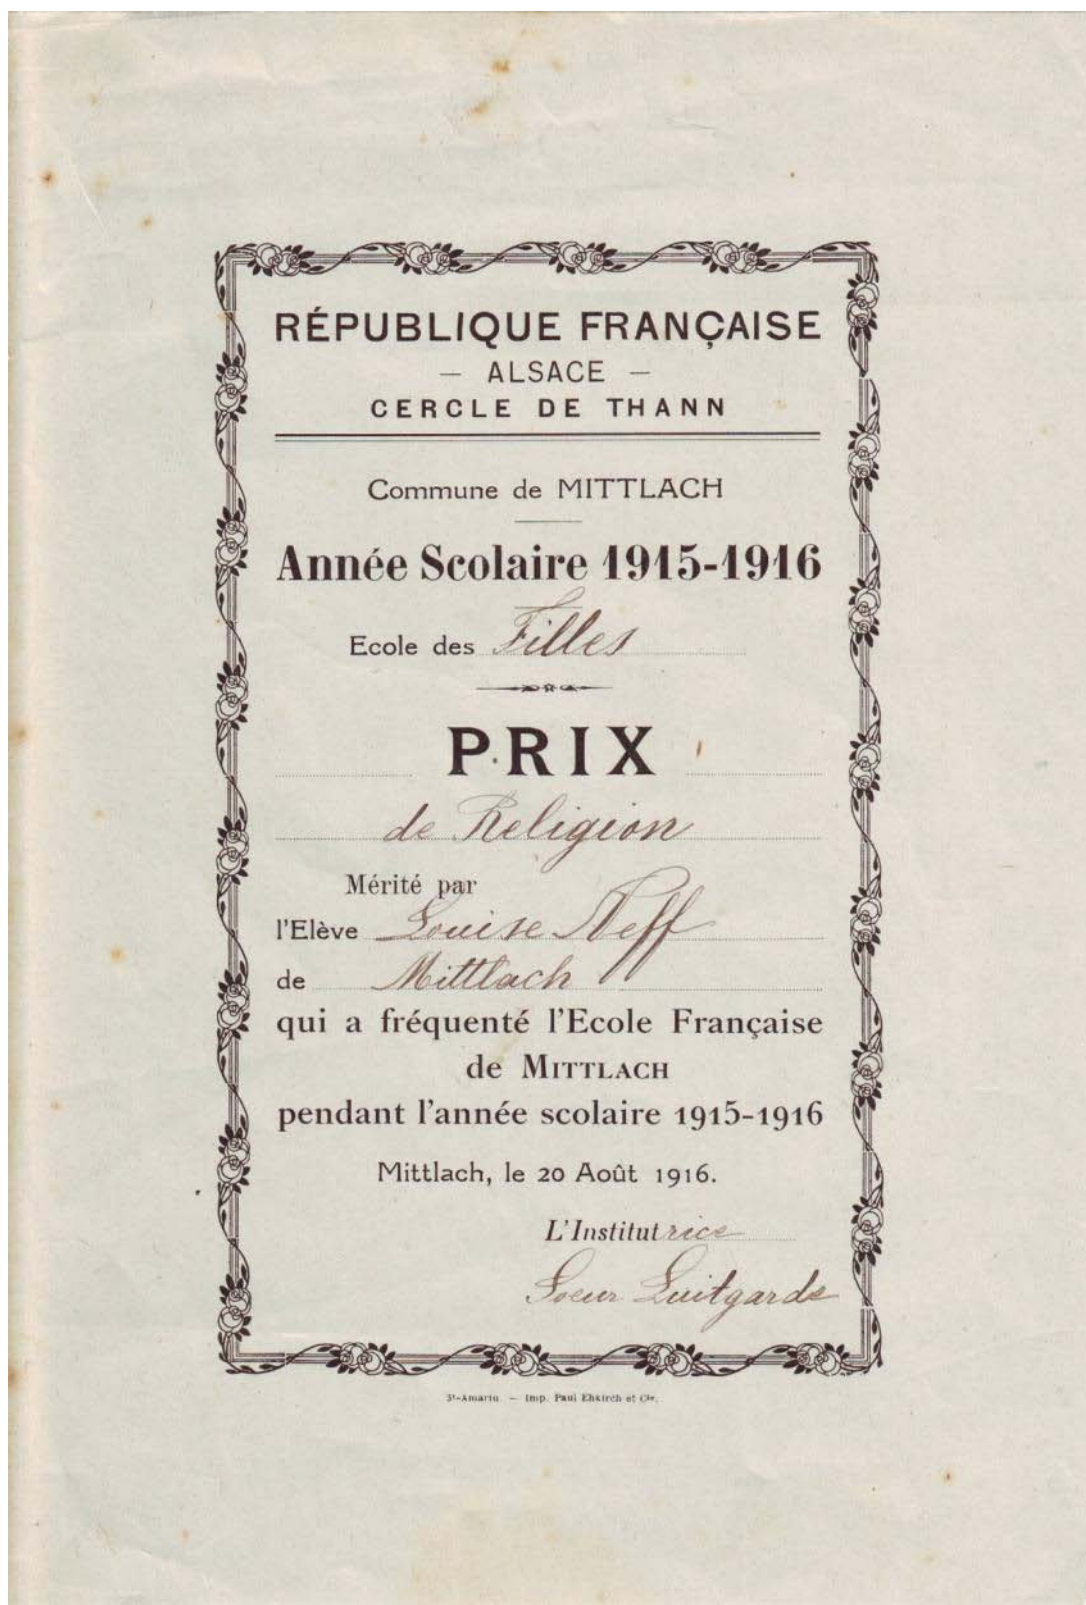 RÉPUBLIQUE FRANÇAISE
— ALSACE —
CERCLE DE THANN
Commune de MITTLACH
Année Scolaire 1915-1916
Ecole des Filles
PRIX
de Religion
Mérité par
l'Elève Louise Neff
de Mittlach
qui a fréquenté l'Ecole Française
de MITTLACH
pendant l'année scolaire 1915-1916
Mittlach, le 20 Août 1916.
L'Institutrice
Soeur Luitgarde
St-Amarin. — Imp. Paul Ehkirch et Cie.